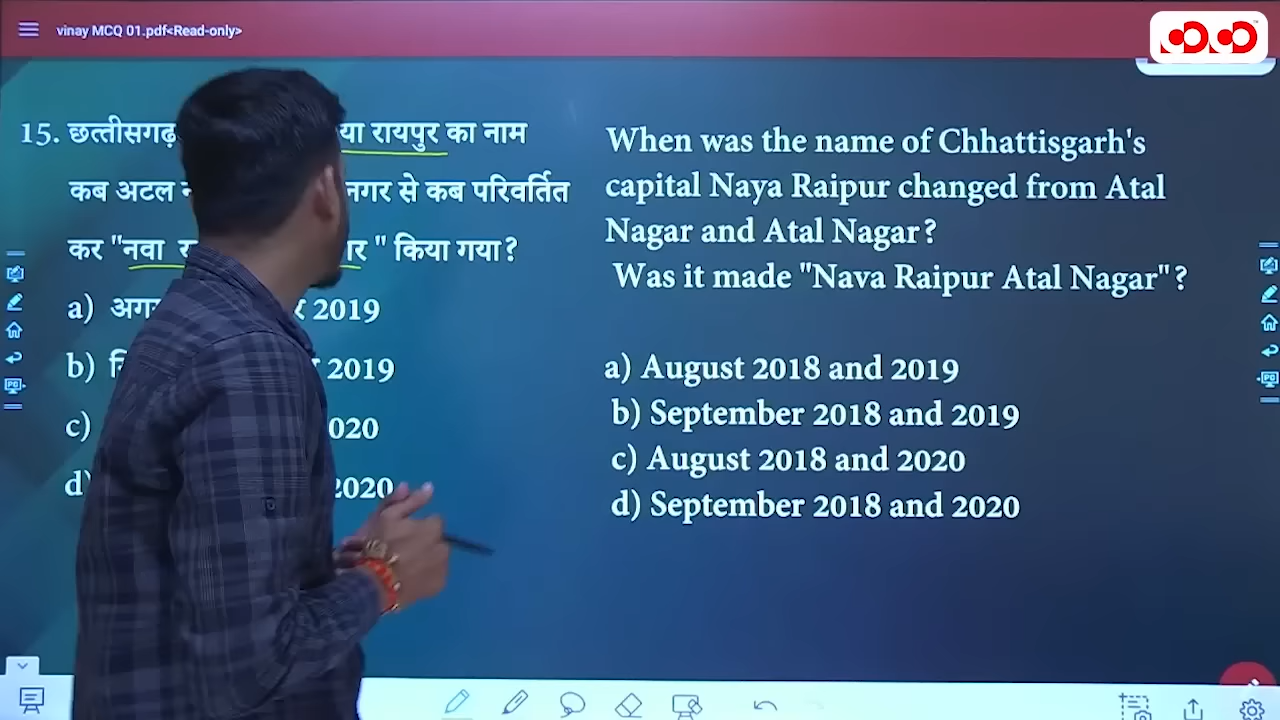 vinay MCQ 01.pdf<Read-only>
15. छत्तीसगढ़ या रायपुर का नाम
कब अटल नगर से कब परिवर्तित
कर "नवा किया गया?
a) 2019
b) 2019
c) 020
d) 2020
When was the name of Chhattisgarh's
capital Naya Raipur changed from Atal
Nagar and Atal Nagar?
Was it made "Nava Raipur Atal Nagar"?
a) August 2018 and 2019
b) September 2018 and 2019
c) August 2018 and 2020
d) September 2018 and 2020